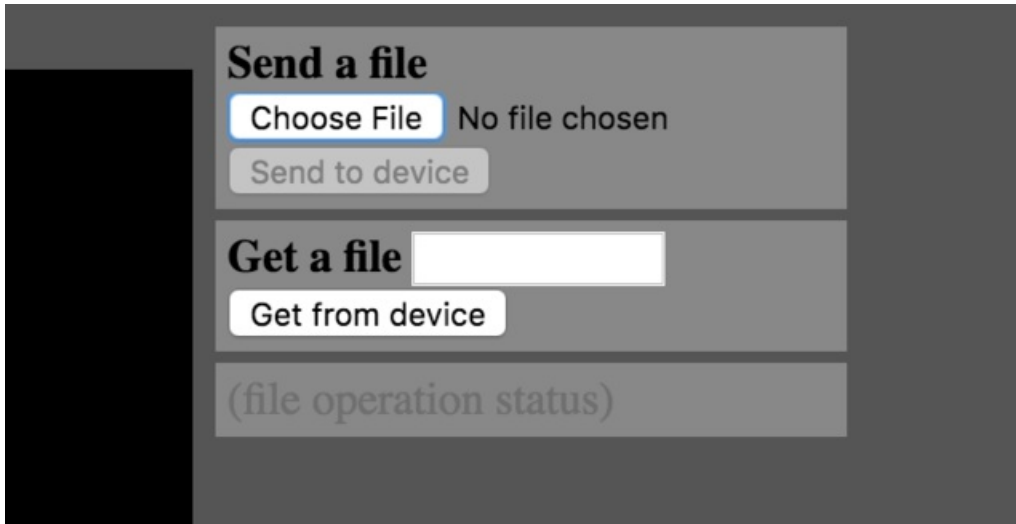 Send a file
Choose File No file chosen
Send to device
Get a file
Get from device
(file operation status)